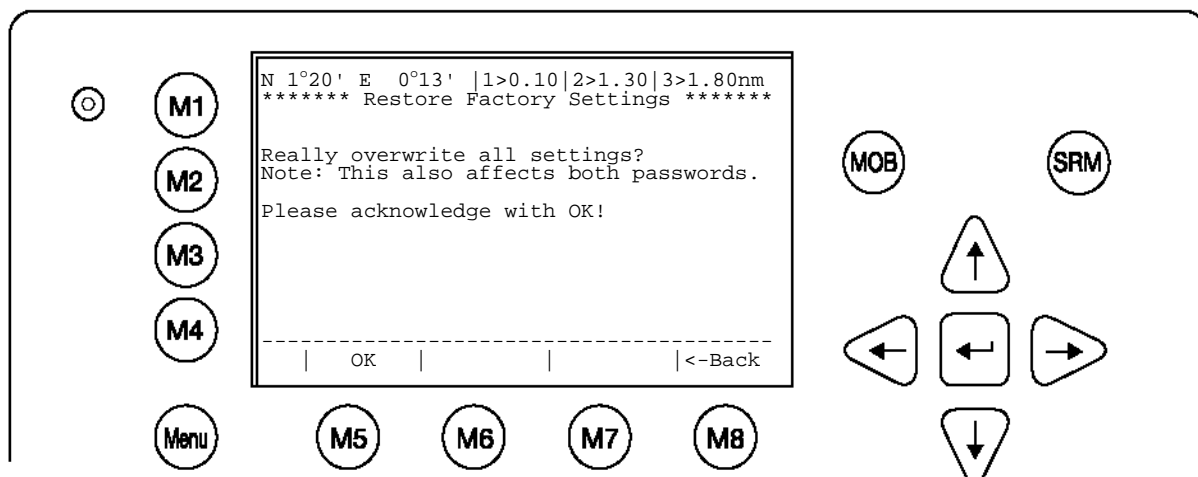 N 1°20' E 0°13' |1>0.10|2>1.30|3>1.80nm
******* Restore Factory Settings *******
Really overwrite all settings?
Note: This also affects both passwords.
Please acknowledge with OK!
----------------------------------------
| OK | | |<-Back
M1
M2
M3
M4
Menu
M5
M6
M7
M8
MOB
SRM